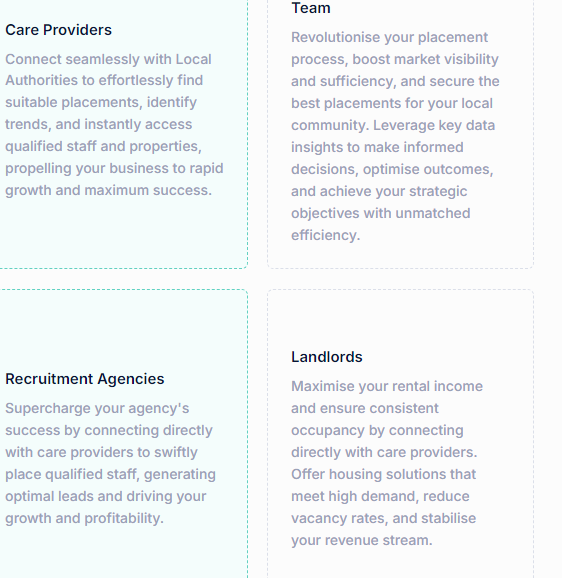 Care Providers
Connect seamlessly with Local
Authorities to effortlessly find
suitable placements, identify
trends, and instantly access
qualified staff and properties,
propelling your business to rapid
growth and maximum success.
Team
Revolutionise your placement
process, boost market visibility
and sufficiency, and secure the
best placements for your local
community. Leverage key data
insights to make informed
decisions, optimise outcomes,
and achieve your strategic
objectives with unmatched
efficiency.
Recruitment Agencies
Supercharge your agency's
success by connecting directly
with care providers to swiftly
place qualified staff, generating
optimal leads and driving your
growth and profitability.
Landlords
Maximise your rental income
and ensure consistent
occupancy by connecting
directly with care providers.
Offer housing solutions that
meet high demand, reduce
vacancy rates, and stabilise
your revenue stream.